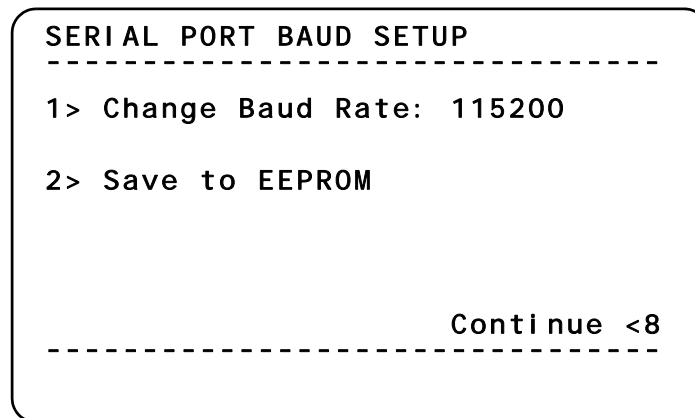 SERIAL PORT BAUD SETUP
--------------------------------
1> Change Baud Rate: 115200
2> Save to EEPROM
Continue <8
--------------------------------